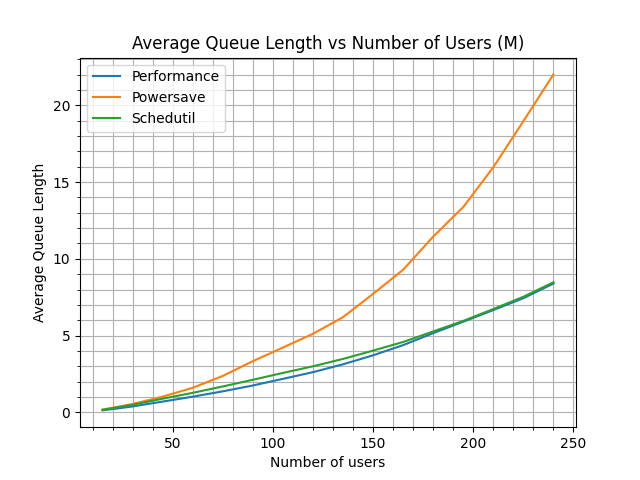 Average Queue Length vs Number of Users (M)
Performance
Powersave
Schedutil
20
15
10
5
0
Average Queue Length
50 100 150 200 250
Number of users